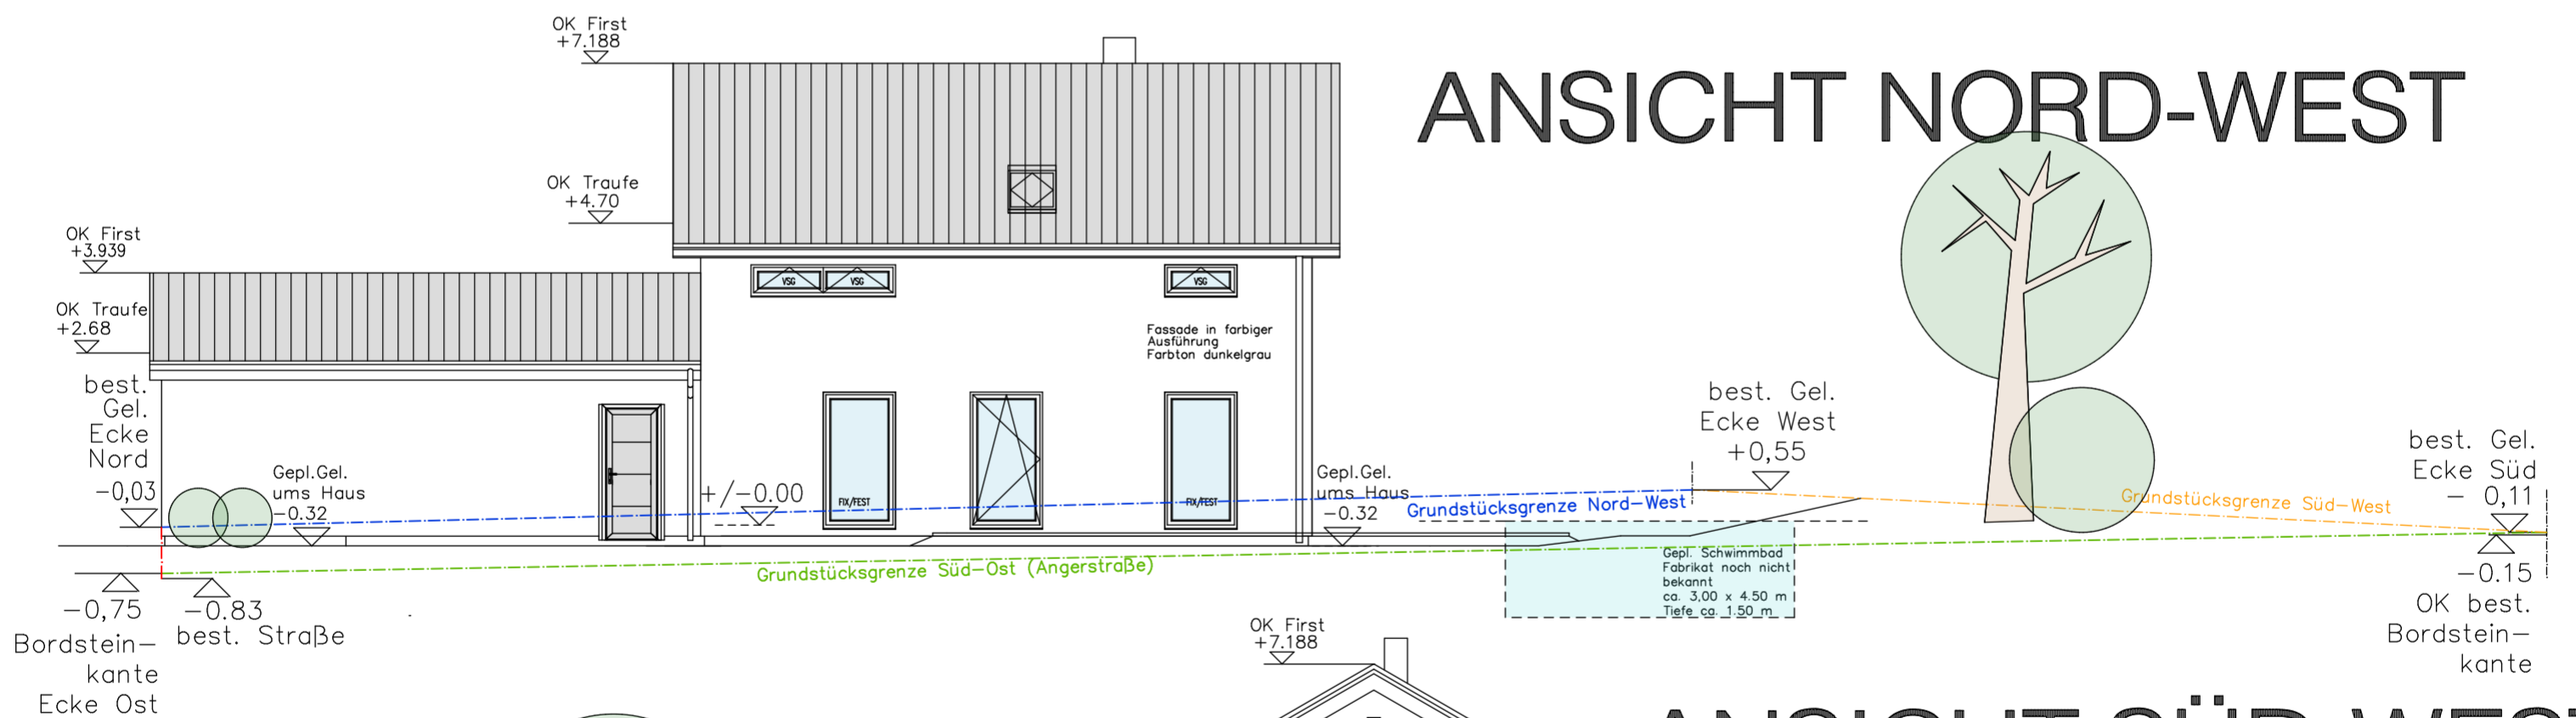 OK First
+7.188
ANSICHT NORD-WEST
OK Traufe
+4.70
OK First
+3.939
OK Traufe
+2.68
VSG
VSG
VSG
Fassade in farbiger
Ausführung
Farbton dunkelgrau
best.
Gel.
Ecke
Nord
-0,03
Gepl.Gel.
ums Haus
-0.32
+/-0.00
FIX/FEST
FIX/FEST
Gepl.Gel.
ums Haus
-0.32
best. Gel.
Ecke West
+0,55
Grundstücksgrenze Nord-West
Grundstücksgrenze Süd-West
best. Gel.
Ecke Süd
- 0,11
Grundstücksgrenze Süd-Ost (Angerstraße)
Gepl. Schwimmbad
Fabrikat noch nicht
bekannt
ca. 3,00 x 4.50 m
Tiefe ca. 1.50 m
-0,75
Bordstein-
kante
Ecke Ost
-0.83
best. Straße
-0.15
OK best.
Bordstein-
kante
OK First
+7.188
ANSICHT SÜD-WES